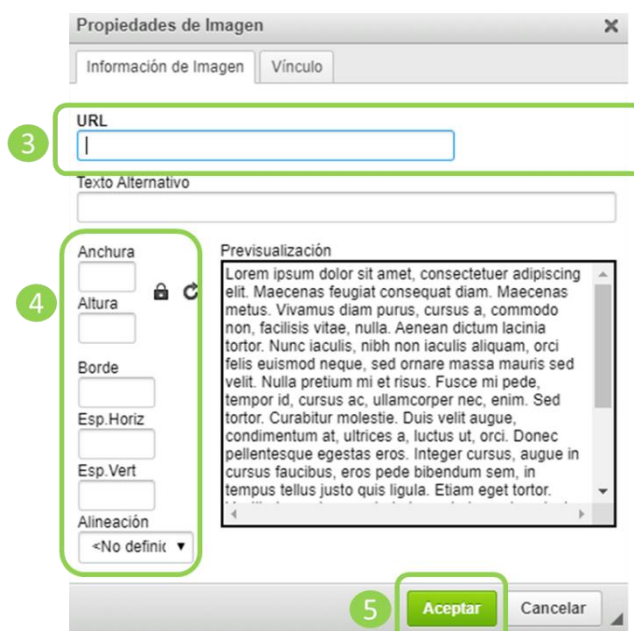 Propiedades de Imagen
Información de Imagen
Vínculo
3
URL
Texto Alternativo
4
Anchura
Altura
Borde
Esp.Horiz
Esp.Vert
Alineación
<No definic
Previsualización
Lorem ipsum dolor sit amet, consectetuer adipiscing
elit. Maecenas feugiat consequat diam. Maecenas
metus. Vivamus diam purus, cursus a, commodo
non, facilisis vitae, nulla. Aenean dictum lacinia
tortor. Nunc iaculis, nibh non iaculis aliquam, orci
felis euismod neque, sed ornare massa mauris sed
velit. Nulla pretium mi et risus. Fusce mi pede,
tempor id, cursus ac, ullamcorper nec, enim. Sed
tortor. Curabitur molestie. Duis velit augue,
condimentum at, ultrices a, luctus ut, orci. Donec
pellentesque egestas eros. Integer cursus, augue in
cursus faucibus, eros pede bibendum sem, in
tempus tellus justo quis ligula. Etiam eget tortor.
5
Aceptar
Cancelar